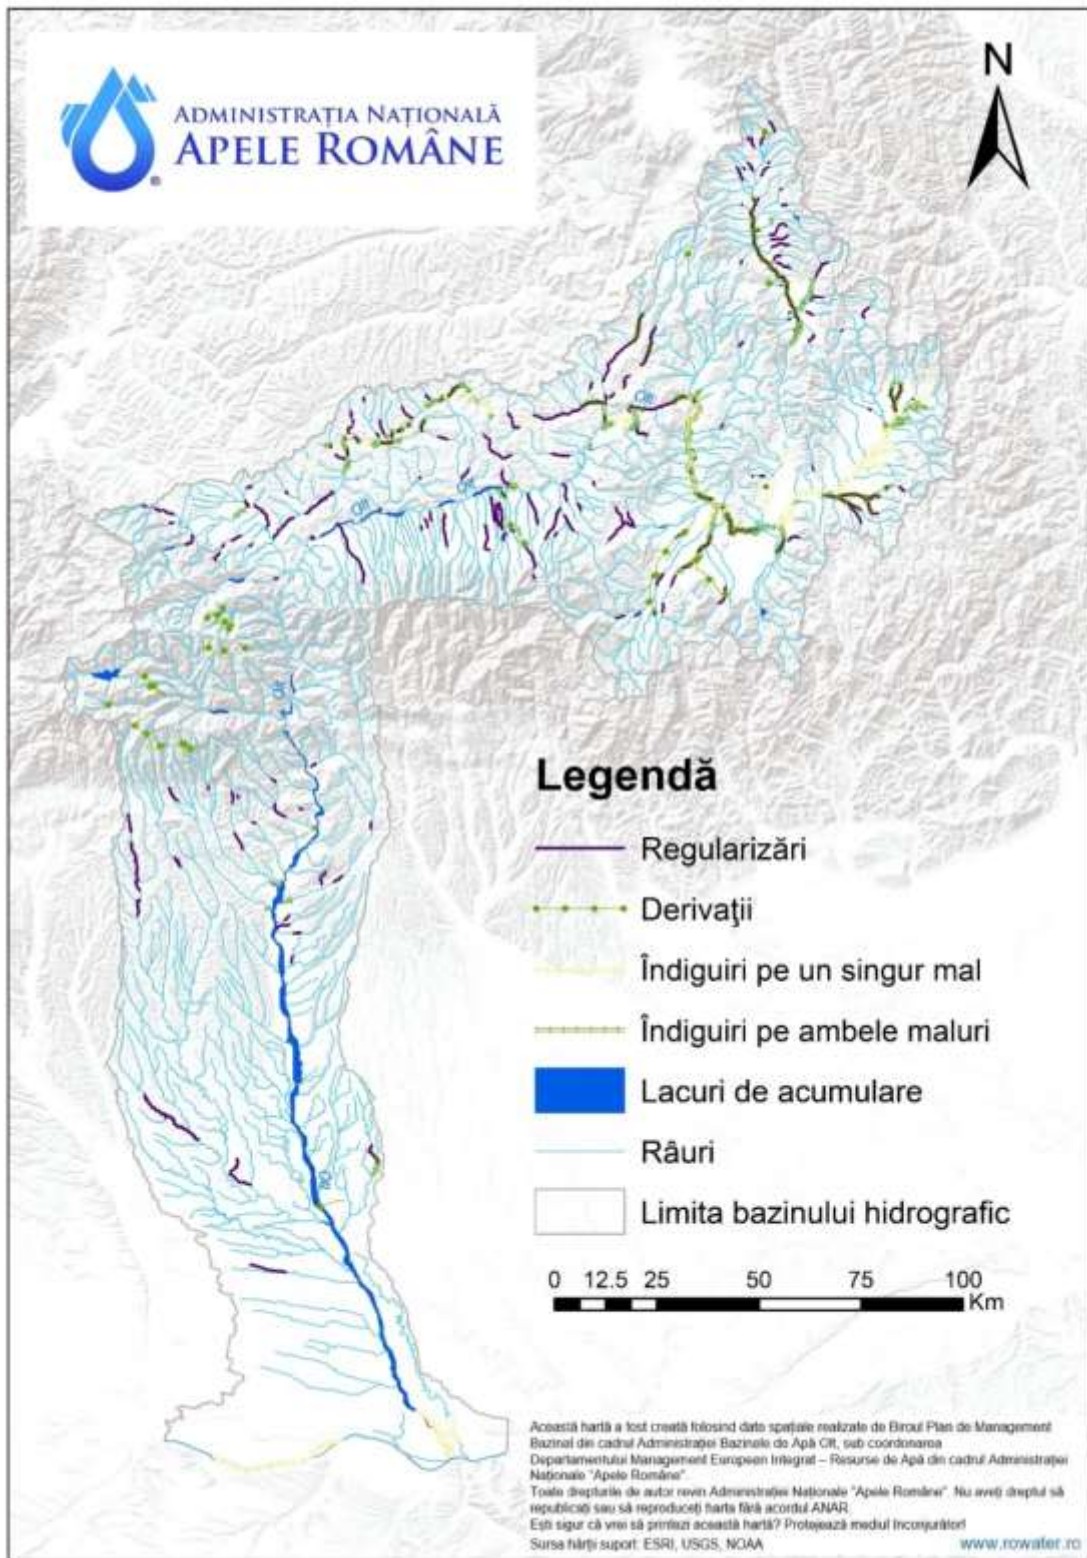 ADMINISTRAȚIA NAȚIONALĂ
APELE ROMÂNE
N
Olt
Olt
Olt
Olt
Legendă
Regularizări
Derivaţii
Îndiguiri pe un singur mal
Îndiguiri pe ambele maluri
Lacuri de acumulare
Râuri
Limita bazinului hidrografic
0 12.5 25 50 75 100
Km
Această hartă a fost creată folosind date spațiale realizate de Biroul Plan de Management
Bazinal din cadrul Administrației Bazinele de Apă Olt, sub coordonarea
Departamentului Management European Integrat – Resurse de Apă din cadrul Administrației
Naționale "Apele Române".
Toate drepturile de autor revin Administrației Naționale "Apele Române". Nu aveți dreptul să
republicați sau să reproduceți harta fără acordul ANAR.
Ești sigur că vrei să printezi această hartă? Protejează mediul înconjurător!
Sursa hărții suport: ESRI, USGS, NOAA
www.rowater.ro